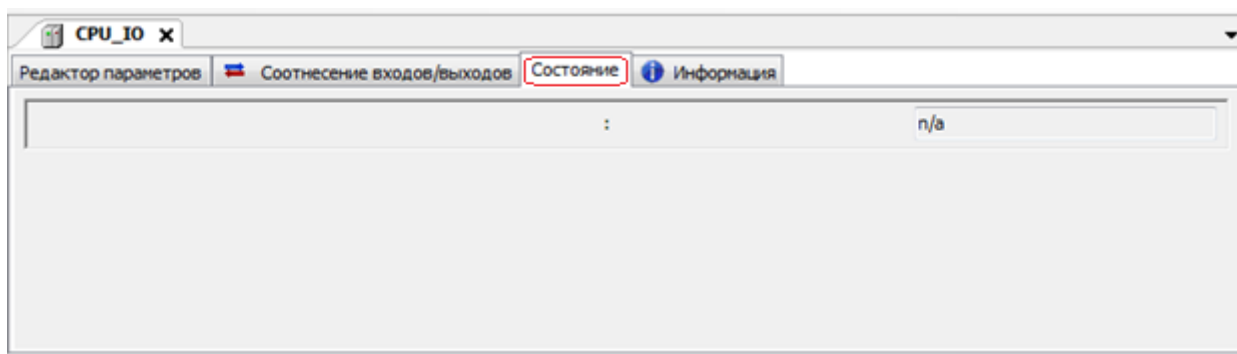 CPU_IO x
Редактор параметров Соотнесение входов/выходов Состояние Информация
: n/a